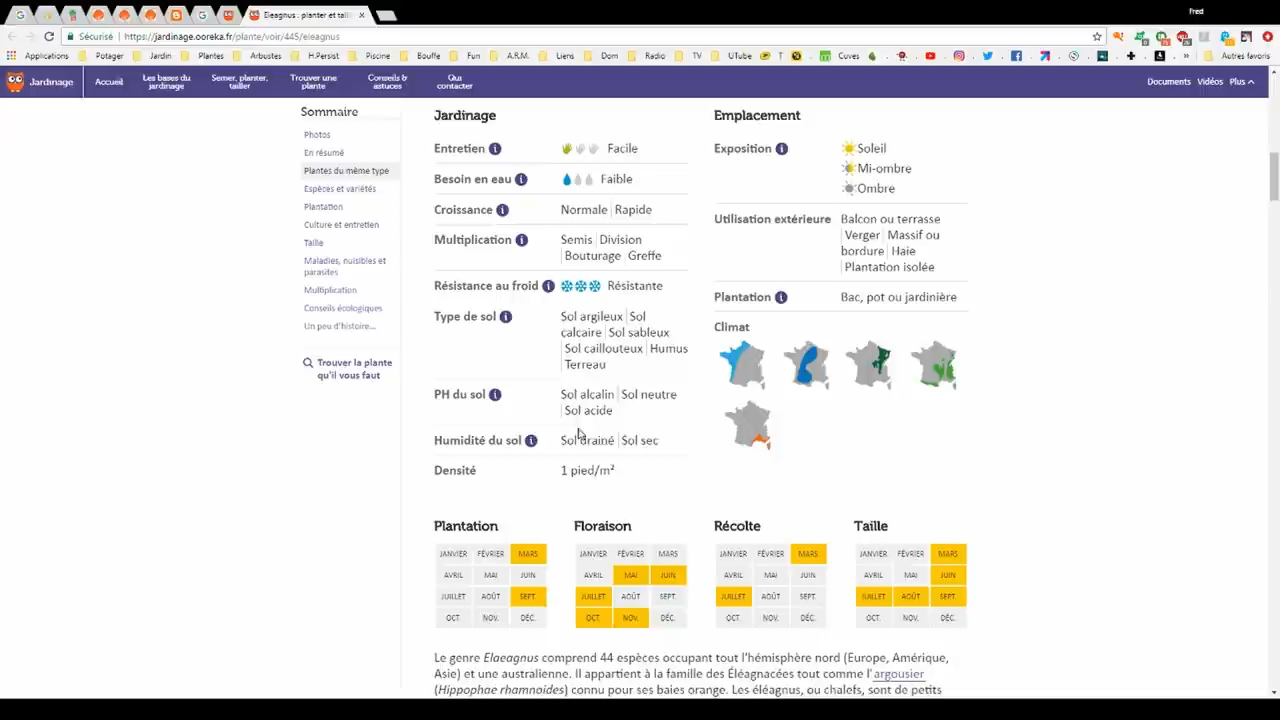 Fred
Eleagnus : planter et taille
Sécurisé https://jardinage.ooreka.fr/plante/voir/445/eleagnus
Applications Potager Jardin Plantes Arbustes H.Persist Piscine Bouffe Fun A.R.M. Liens Dom Radio TV UTube T Cuves Autres favoris
Jardinage Accueil Les bases du jardinage Semer, planter, tailler Trouver une plante Conseils & astuces Qui contacter Documents Vidéos Plus
Sommaire
Photos
En résumé
Plantes du même type
Espèces et variétés
Plantation
Culture et entretien
Taille
Maladies, nuisibles et
parasites
Multiplication
Conseils écologiques
Un peu d'histoire...
Trouver la plante
qu'il vous faut
Jardinage
Entretien Facile
Besoin en eau Faible
Croissance Normale Rapide
Multiplication Semis Division
Bouturage Greffe
Résistance au froid Résistante
Type de sol Sol argileux Sol
calcaire Sol sableux
Sol caillouteux Humus
Terreau
PH du sol Sol alcalin Sol neutre
Sol acide
Humidité du sol Sol drainé Sol sec
Densité 1 pied/m²
Emplacement
Exposition Soleil
Mi-ombre
Ombre
Utilisation extérieure Balcon ou terrasse
Verger Massif ou
bordure Haie
Plantation isolée
Plantation Bac, pot ou jardinière
Climat
Plantation
JANVIER FÉVRIER MARS
AVRIL MAI JUIN
JUILLET AOÛT SEPT.
OCT. NOV. DÉC.
Floraison
JANVIER FÉVRIER MARS
AVRIL MAI JUIN
JUILLET AOÛT SEPT.
OCT. NOV. DÉC.
Récolte
JANVIER FÉVRIER MARS
AVRIL MAI JUIN
JUILLET AOÛT SEPT.
OCT. NOV. DÉC.
Taille
JANVIER FÉVRIER MARS
AVRIL MAI JUIN
JUILLET AOÛT SEPT.
OCT. NOV. DÉC.
Le genre Elaeagnus comprend 44 espèces occupant tout l'hémisphère nord (Europe, Amérique,
Asie) et une australienne. Il appartient à la famille des Éléagnacées tout comme l'argousier
(Hippophae rhamnoides) connu pour ses baies orange. Les éléagnus, ou chalefs, sont de petits